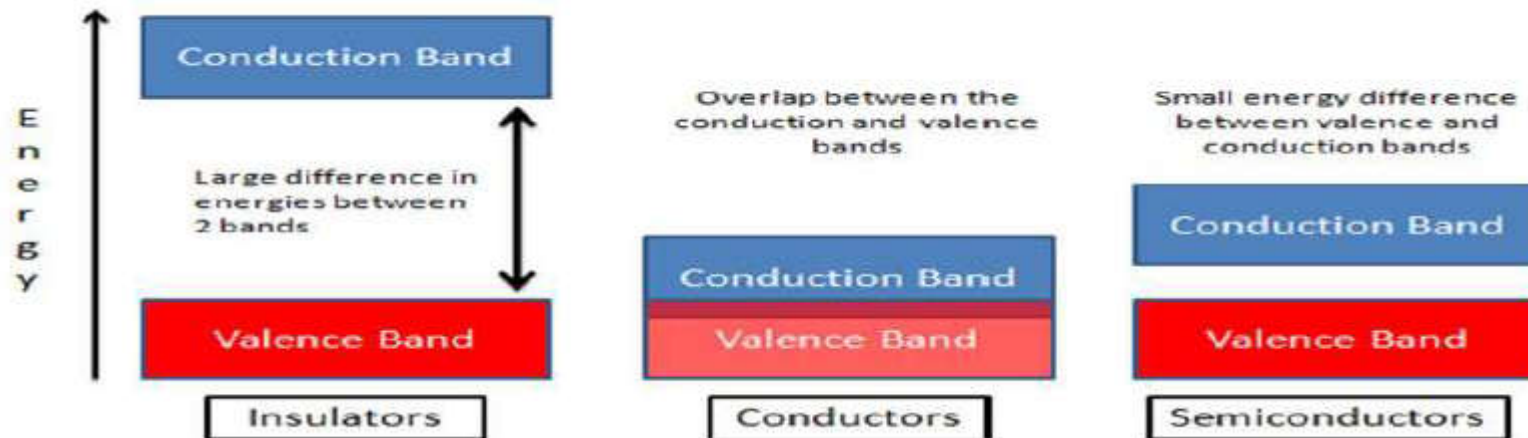 Energy
Conduction Band
Large difference in
energies between
2 bands
Valence Band
Insulators
Overlap between the
conduction and valence
bands
Conduction Band
Valence Band
Conductors
Small energy difference
between valence and
conduction bands
Conduction Band
Valence Band
Semiconductors